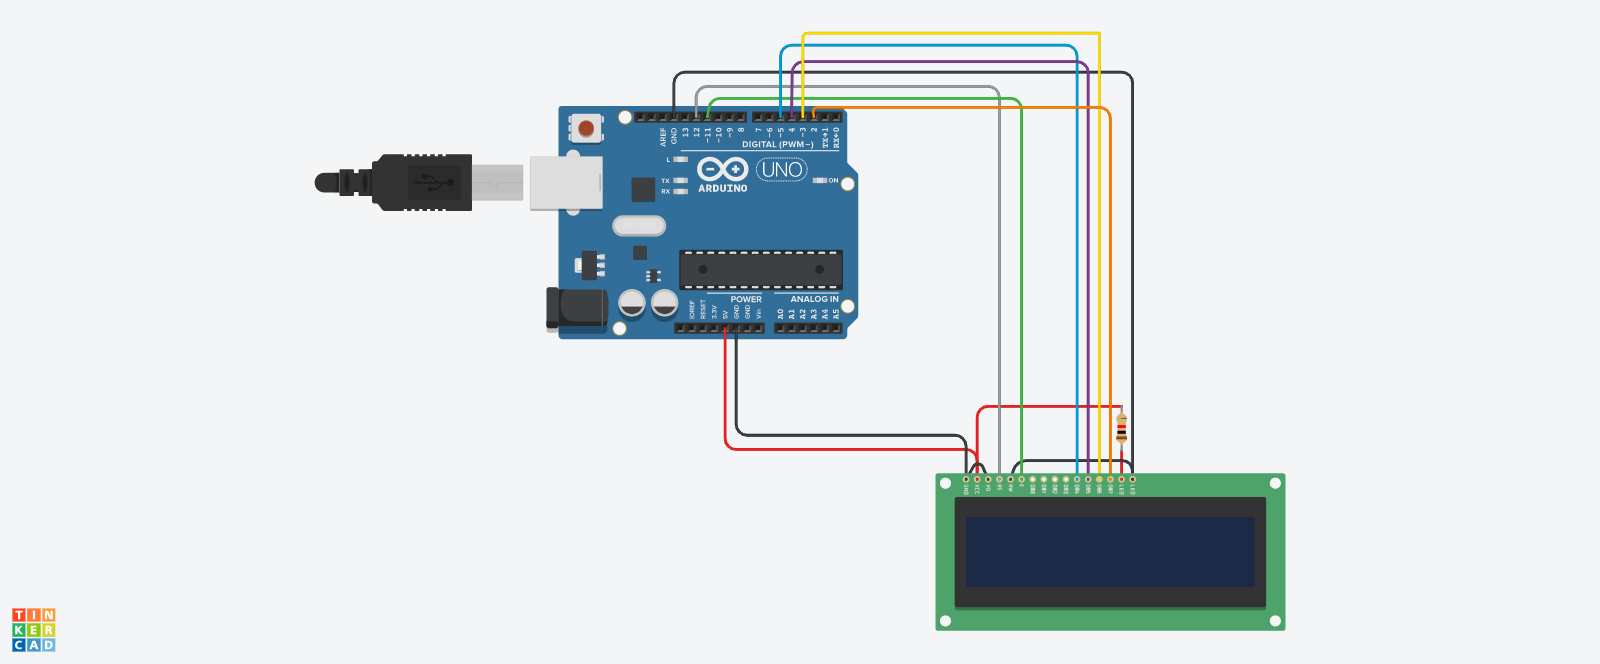 AREF
GND
13
12
~11
~10
~9
8
7
~6
~5
4
~3
2
TX→1
RX←0
DIGITAL (PWM~)
L
TX
RX
ARDUINO
UNO
ON
POWER
ANALOG IN
IOREF
RESET
3.3V
5V
GND
GND
Vin
A0
A1
A2
A3
A4
A5
GND
VCC
V0
RS
RW
E
DB0
DB1
DB2
DB3
DB4
DB5
DB6
DB7
LED
LED
TIN
KER
CAD